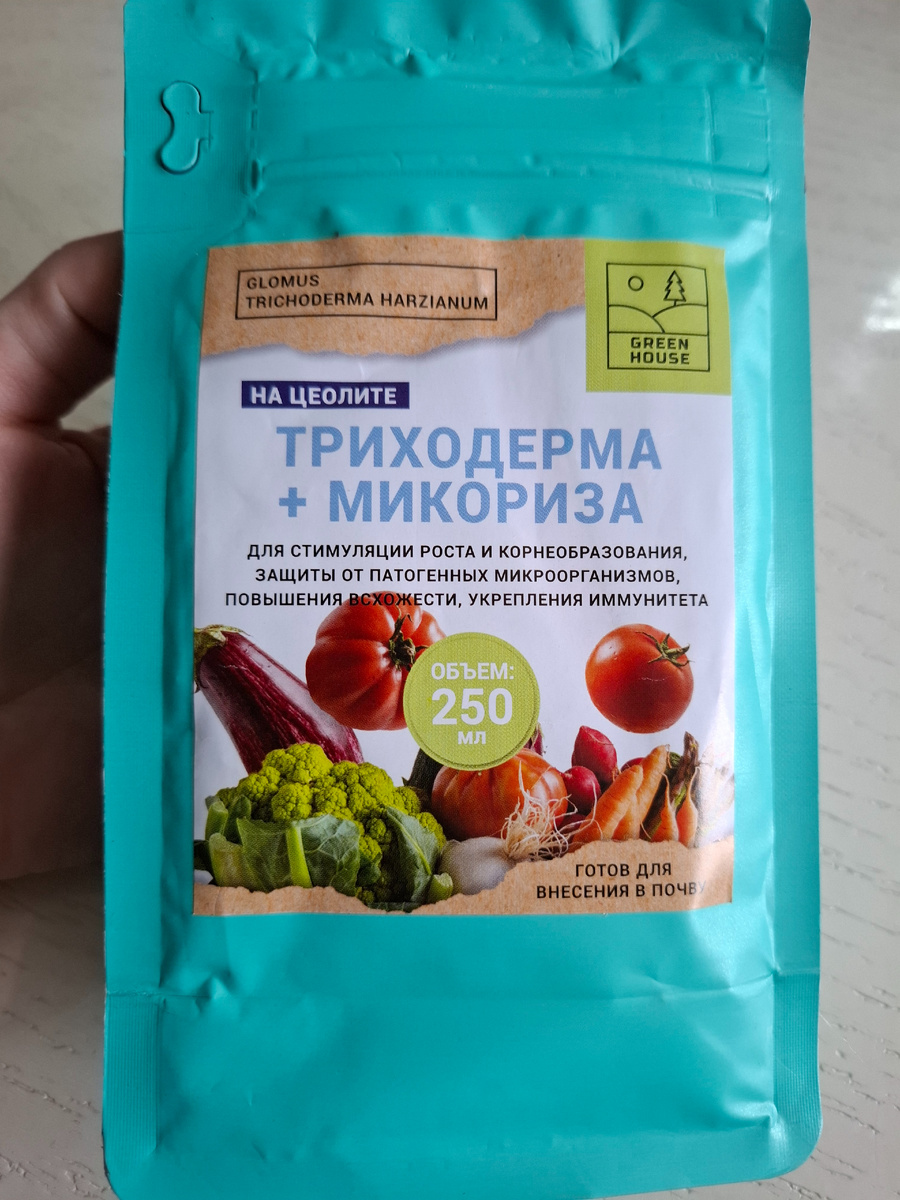 GLOMUS
TRICHODERMA HARZIANUM
GREEN
HOUSE
НА ЦЕОЛИТЕ
ТРИХОДЕРМА
+ МИКОРИЗА
ДЛЯ СТИМУЛЯЦИИ РОСТА И КОРНЕОБРАЗОВАНИЯ,
ЗАЩИТЫ ОТ ПАТОГЕННЫХ МИКРООРГАНИЗМОВ,
ПОВЫШЕНИЯ ВСХОЖЕСТИ, УКРЕПЛЕНИЯ ИММУНИТЕТА
ОБЪЕМ:
250
МЛ
ГОТОВ ДЛЯ
ВНЕСЕНИЯ В ПОЧВУ